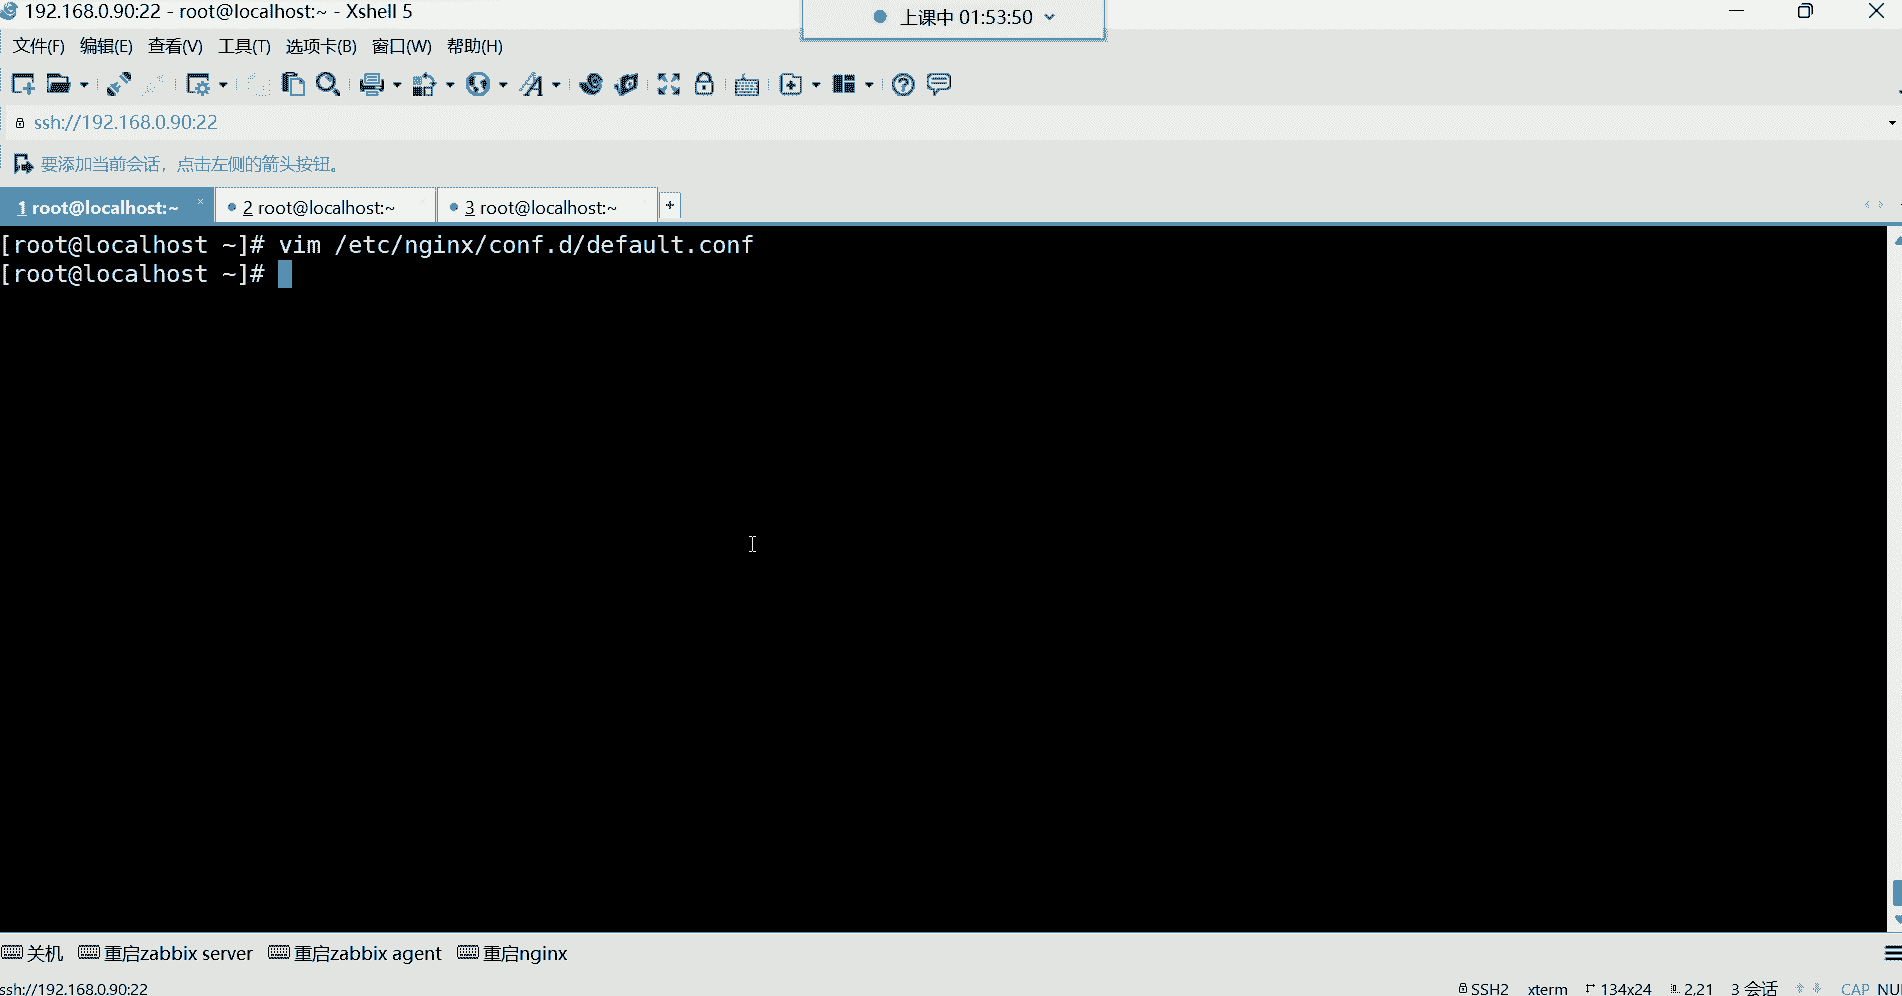 192.168.0.90:22 - root@localhost:~ - Xshell 5
上课中 01:53:50
文件(F) 编辑(E) 查看(V) 工具(T) 选项卡(B) 窗口(W) 帮助(H)
ssh://192.168.0.90:22
要添加当前会话，点击左侧的箭头按钮。
1 root@localhost:~ × 2 root@localhost:~ 3 root@localhost:~ +
[root@localhost ~]# vim /etc/nginx/conf.d/default.conf
[root@localhost ~]#
关机 重启zabbix server 重启zabbix agent 重启nginx
ssh://192.168.0.90:22 SSH2 xterm 134x24 2,21 3 会话 CAP NU